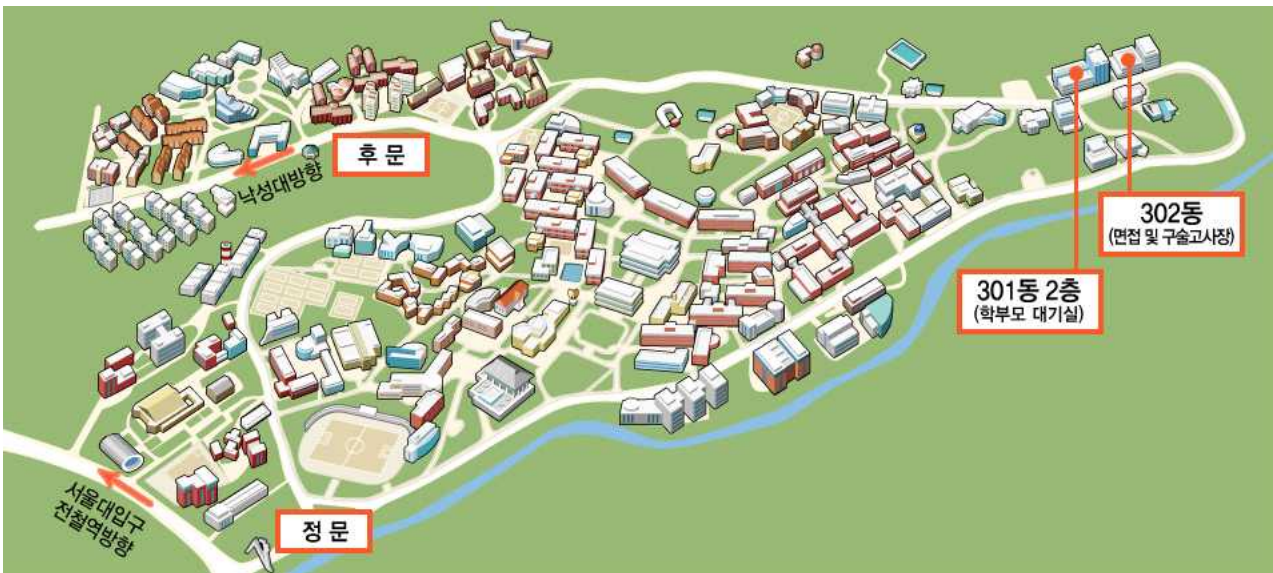 후 문
낙성대방향
302동
(면접 및 구술고사장)
301동 2층
(학부모 대기실)
서울대입구
전철역방향
정 문